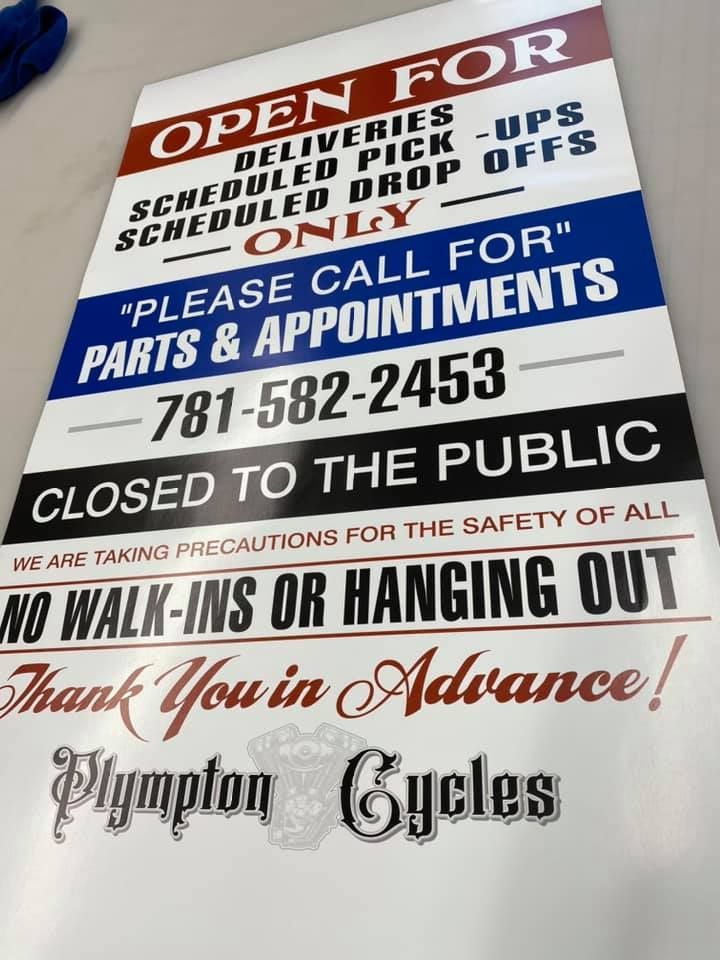 OPEN FOR
DELIVERIES
SCHEDULED PICK -UPS
SCHEDULED DROP OFFS
ONLY
"PLEASE CALL FOR"
PARTS & APPOINTMENTS
781-582-2453
CLOSED TO THE PUBLIC
WE ARE TAKING PRECAUTIONS FOR THE SAFETY OF ALL
NO WALK-INS OR HANGING OUT
Thank You in Advance!
Plympton Cycles